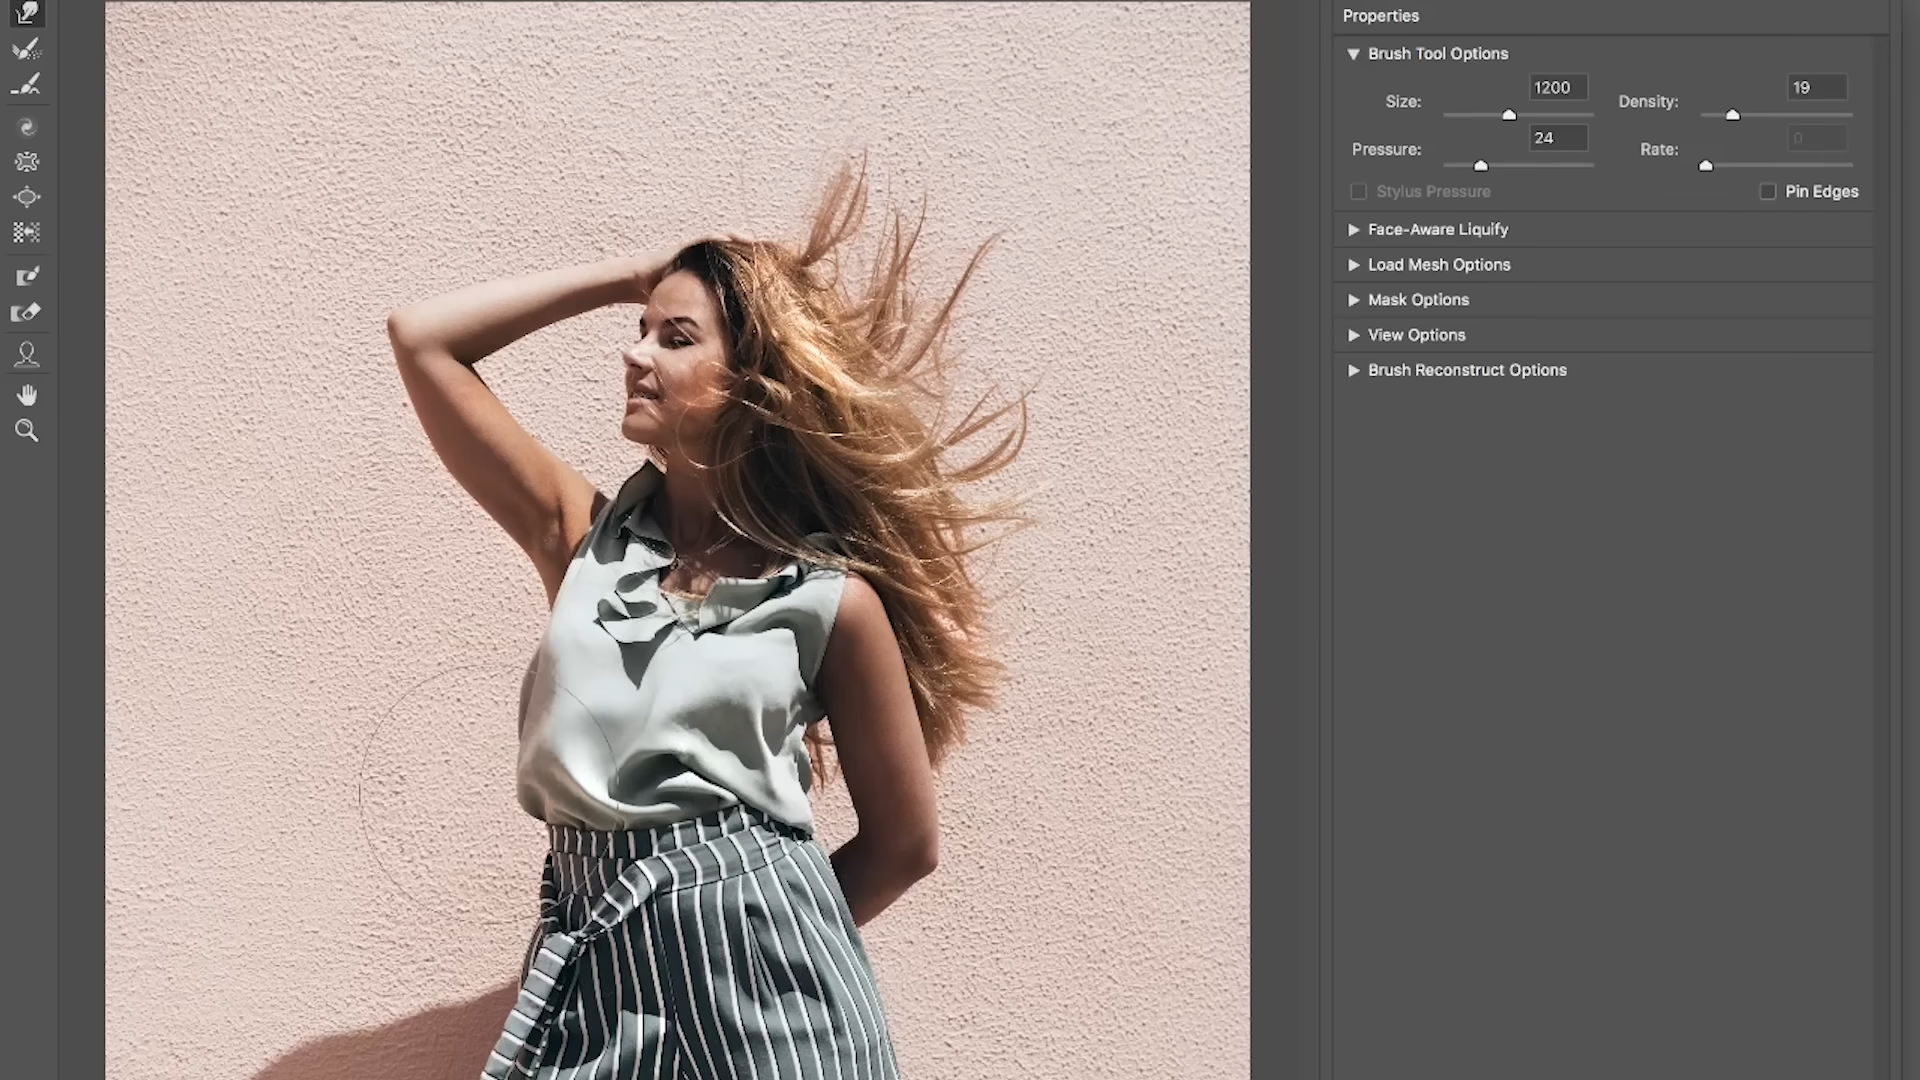 Properties
Brush Tool Options
Size: 1200 Density: 19
Pressure: 24 Rate: 0
Stylus Pressure Pin Edges
Face-Aware Liquify
Load Mesh Options
Mask Options
View Options
Brush Reconstruct Options